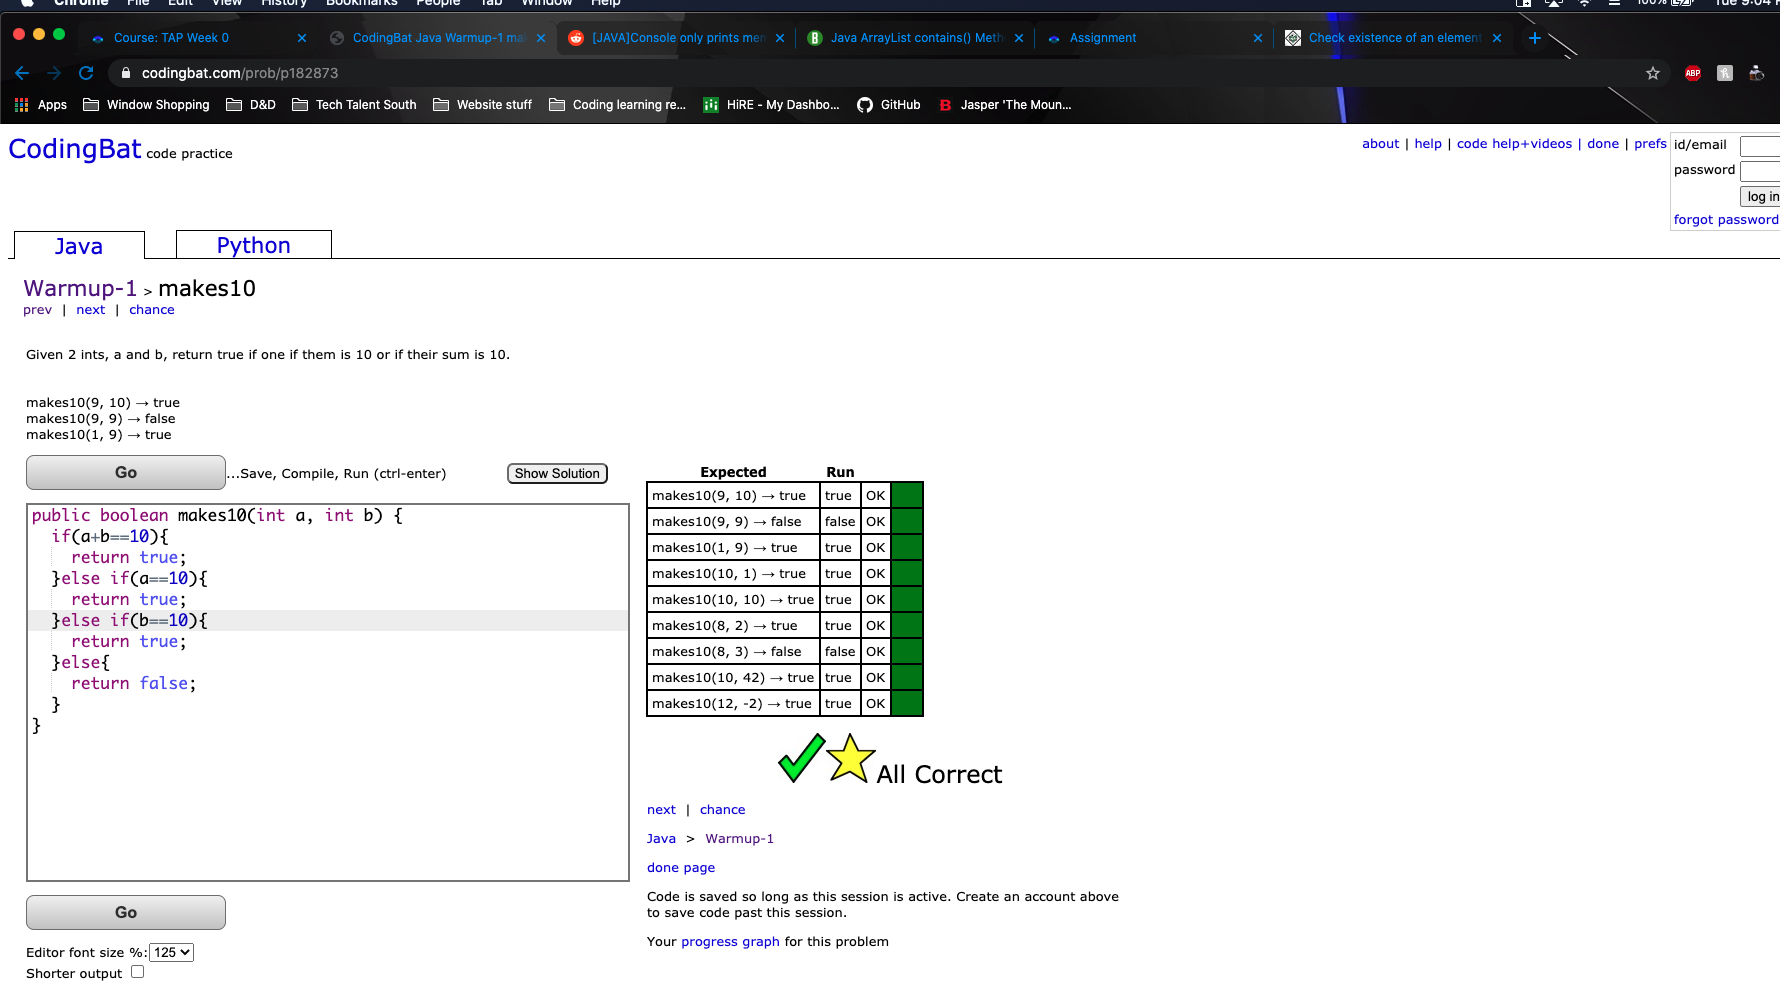 Chrome File Edit View History Bookmarks People Tab Window Help 100% Tue 9:04
Course: TAP Week 0 CodingBat Java Warmup-1 [JAVA]Console only prints Java ArrayList contains() Assignment Check existence of an element
codingbat.com/prob/p182873 ABP
Apps Window Shopping D&D Tech Talent South Website stuff Coding learning re... HiRE - My Dashbo... GitHub B Jasper 'The Moun...
CodingBat code practice
about | help | code help+videos | done | prefs
id/email
password
log in
forgot password
Java Python
Warmup-1 > makes10
prev | next | chance
Given 2 ints, a and b, return true if one if them is 10 or if their sum is 10.
makes10(9, 10) → true
makes10(9, 9) → false
makes10(1, 9) → true
Go ...Save, Compile, Run (ctrl-enter) Show Solution
public boolean makes10(int a, int b) {
if(a+b==10){
return true;
}else if(a==10){
return true;
}else if(b==10){
return true;
}else{
return false;
}
}
Go
Editor font size %: 125
Shorter output
Expected Run
makes10(9, 10) → true true OK
makes10(9, 9) → false false OK
makes10(1, 9) → true true OK
makes10(10, 1) → true true OK
makes10(10, 10) → true true OK
makes10(8, 2) → true true OK
makes10(8, 3) → false false OK
makes10(10, 42) → true true OK
makes10(12, -2) → true true OK
All Correct
next | chance
Java > Warmup-1
done page
Code is saved so long as this session is active. Create an account above
to save code past this session.
Your progress graph for this problem